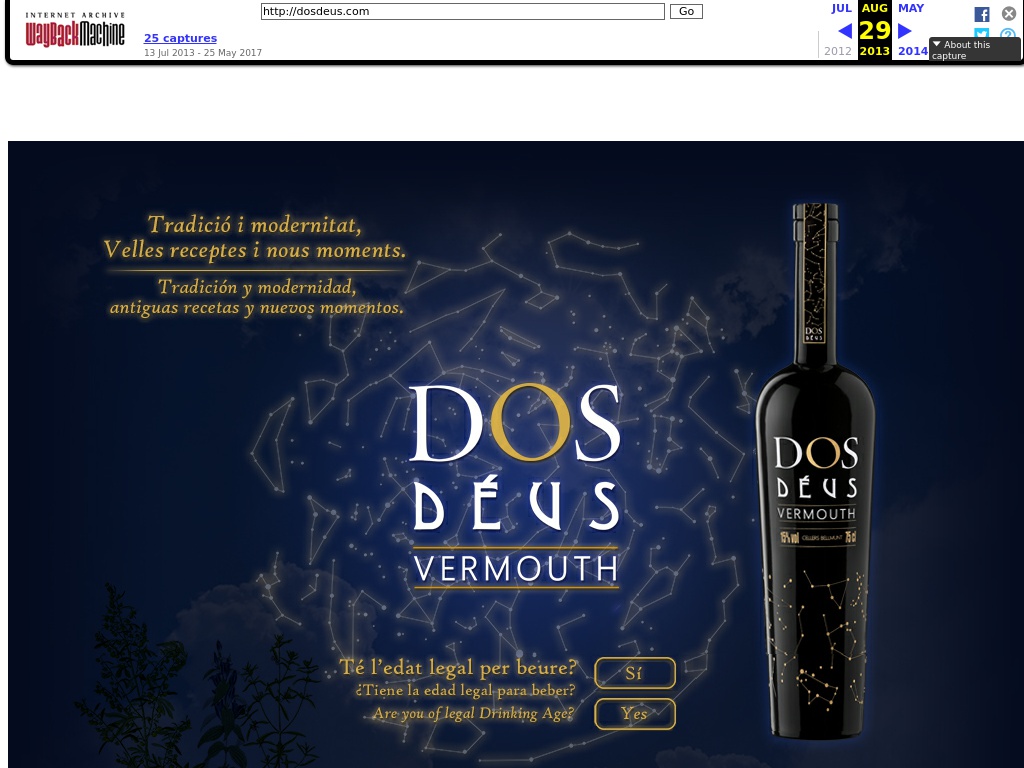 INTERNET ARCHIVE
WayBackMachine
http://dosdeus.com
Go
25 captures
13 Jul 2013 - 25 May 2017
JUL AUG MAY
29
2012 2013 2014
▼ About this
capture
Tradició i modernitat,
Velles receptes i nous moments.
Tradición y modernidad,
antiguas recetas y nuevos momentos.
DOS
DÉUS
DOS
DÉUS
VERMOUTH
DOS
DÉUS
VERMOUTH
15% vol CELLERS BELLMUNT 75 cl
Té l'edat legal per beure?
¿Tiene la edad legal para beber?
Sí
Are you of legal Drinking Age?
Yes